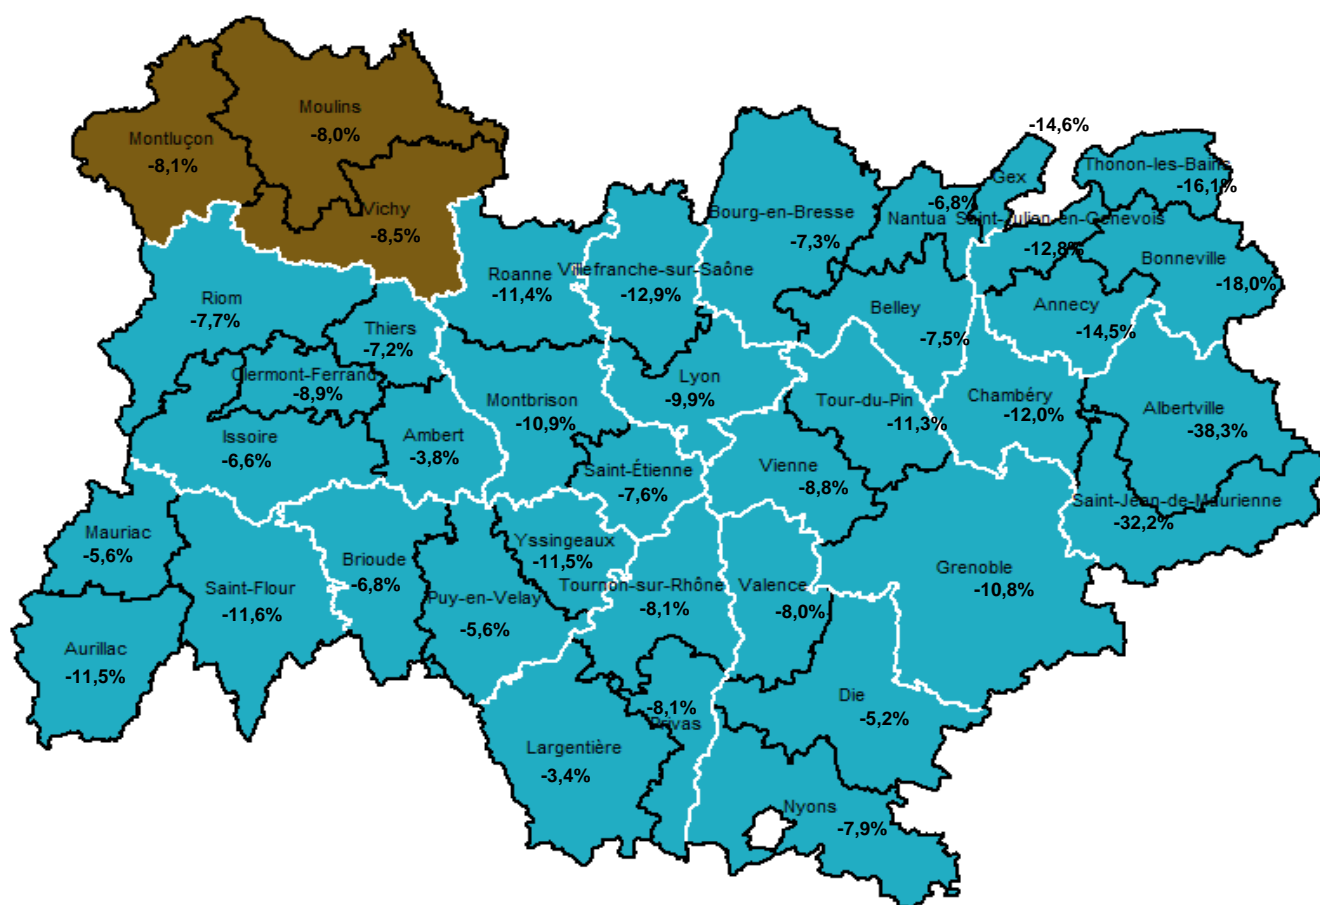 Moulins
-8,0%
Montluçon
-8,1%
Vichy
-8,5%
-14,6%
Gex
Thonon-les-Bains
-16,1%
Bourg-en-Bresse
-7,3%
-6,8%
Nantua
Saint-Julien-en-Genevois
-12,8%
Bonneville
-18,0%
Roanne
-11,4%
Villefranche-sur-Saône
-12,9%
Riom
-7,7%
Thiers
-7,2%
Belley
-7,5%
Annecy
-14,5%
Clermont-Ferrand
-8,9%
Lyon
-9,9%
Montbrison
-10,9%
Tour-du-Pin
-11,3%
Chambéry
-12,0%
Albertville
-38,3%
Issoire
-6,6%
Ambert
-3,8%
Saint-Étienne
-7,6%
Vienne
-8,8%
Saint-Jean-de-Maurienne
-32,2%
Mauriac
-5,6%
Saint-Flour
-11,6%
Brioude
-6,8%
Yssingeaux
-11,5%
Puy-en-Velay
-5,6%
Tournon-sur-Rhône
-8,1%
Valence
-8,0%
Grenoble
-10,8%
Aurillac
-11,5%
Die
-5,2%
-8,1%
Privas
Largentière
-3,4%
Nyons
-7,9%